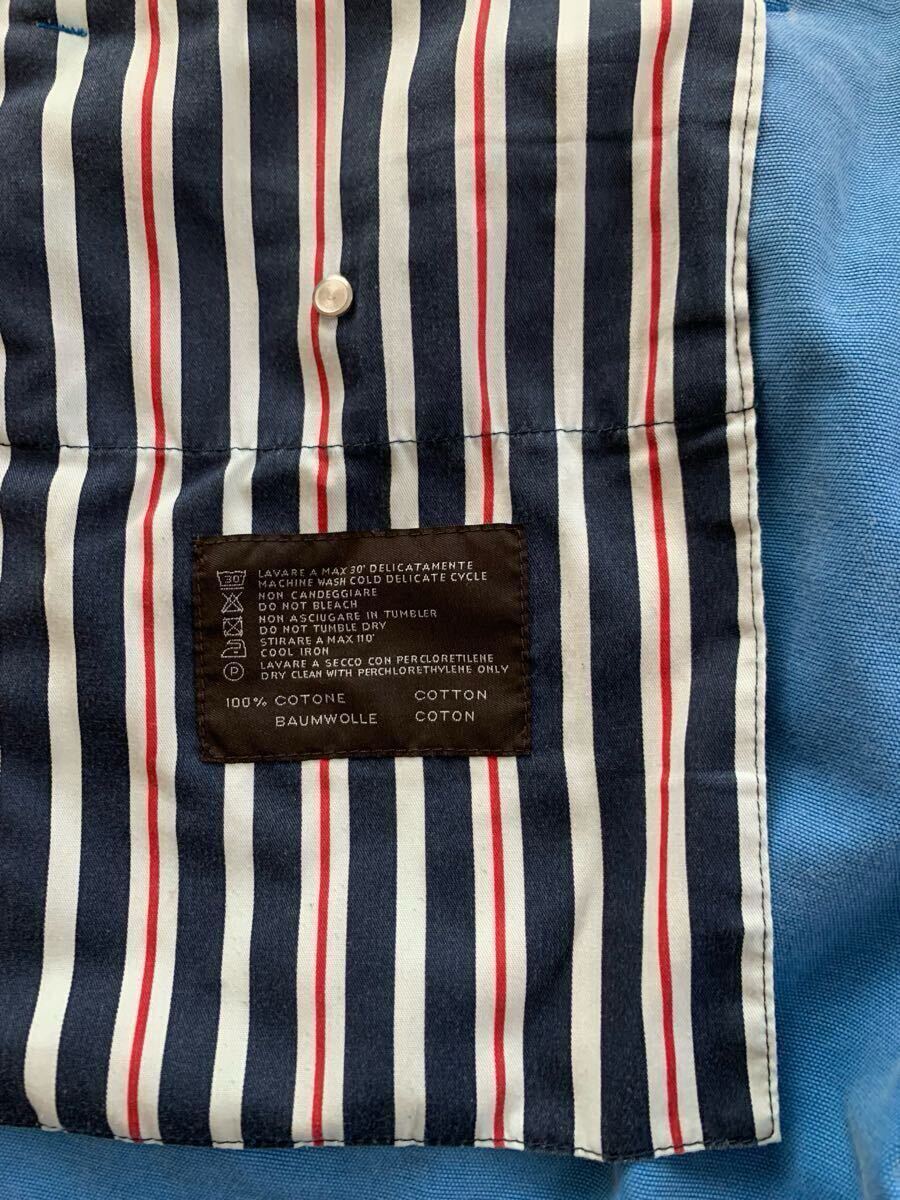 30°
LAVARE A MAX 30° DELICATAMENTE
MACHINE WASH COLD DELICATE CYCLE
NON CANDEGGIARE
DO NOT BLEACH
NON ASCIUGARE IN TUMBLER
DO NOT TUMBLE DRY
STIRARE A MAX 110°
COOL IRON
P
LAVARE A SECCO CON PERCLORETILENE
DRY CLEAN WITH PERCHLORETHYLENE ONLY
100% COTONE COTTON
BAUMWOLLE COTON